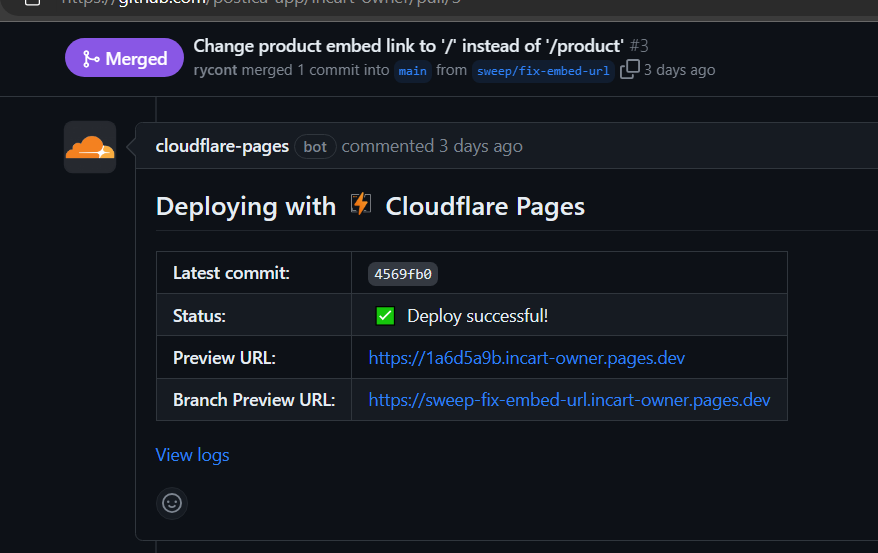 https://github.com/postica-app/incart-owner/pull/3
Merged
Change product embed link to '/' instead of '/product' #3
rycont merged 1 commit into main from sweep/fix-embed-url 3 days ago
cloudflare-pages bot commented 3 days ago
Deploying with Cloudflare Pages
Latest commit: 4569fb0
Status: ✅ Deploy successful!
Preview URL: https://1a6d5a9b.incart-owner.pages.dev
Branch Preview URL: https://sweep-fix-embed-url.incart-owner.pages.dev
View logs